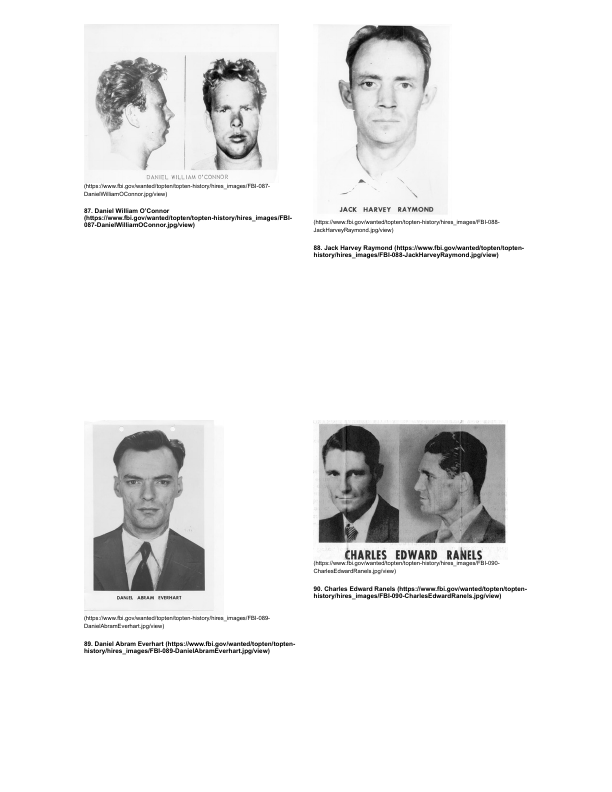 DANIEL WILLIAM O'CONNOR
(https://www.fbi.gov/wanted/topten/topten-history/hires_images/FBI-087-
DanielWilliamOConnor.jpg/view)
87. Daniel William O'Connor
(https://www.fbi.gov/wanted/topten/topten-history/hires_images/FBI-
087-DanielWilliamOConnor.jpg/view)
JACK HARVEY RAYMOND
(https://www.fbi.gov/wanted/topten/topten-history/hires_images/FBI-088-
JackHarveyRaymond.jpg/view)
88. Jack Harvey Raymond (https://www.fbi.gov/wanted/topten/topten-
history/hires_images/FBI-088-JackHarveyRaymond.jpg/view)
DANIEL ABRAM EVERHART
(https://www.fbi.gov/wanted/topten/topten-history/hires_images/FBI-089-
DanielAbramEverhart.jpg/view)
89. Daniel Abram Everhart (https://www.fbi.gov/wanted/topten/topten-
history/hires_images/FBI-089-DanielAbramEverhart.jpg/view)
CHARLES EDWARD RANELS
(https://www.fbi.gov/wanted/topten/topten-history/hires_images/FBI-090-
CharlesEdwardRanels.jpg/view)
90. Charles Edward Ranels (https://www.fbi.gov/wanted/topten/topten-
history/hires_images/FBI-090-CharlesEdwardRanels.jpg/view)